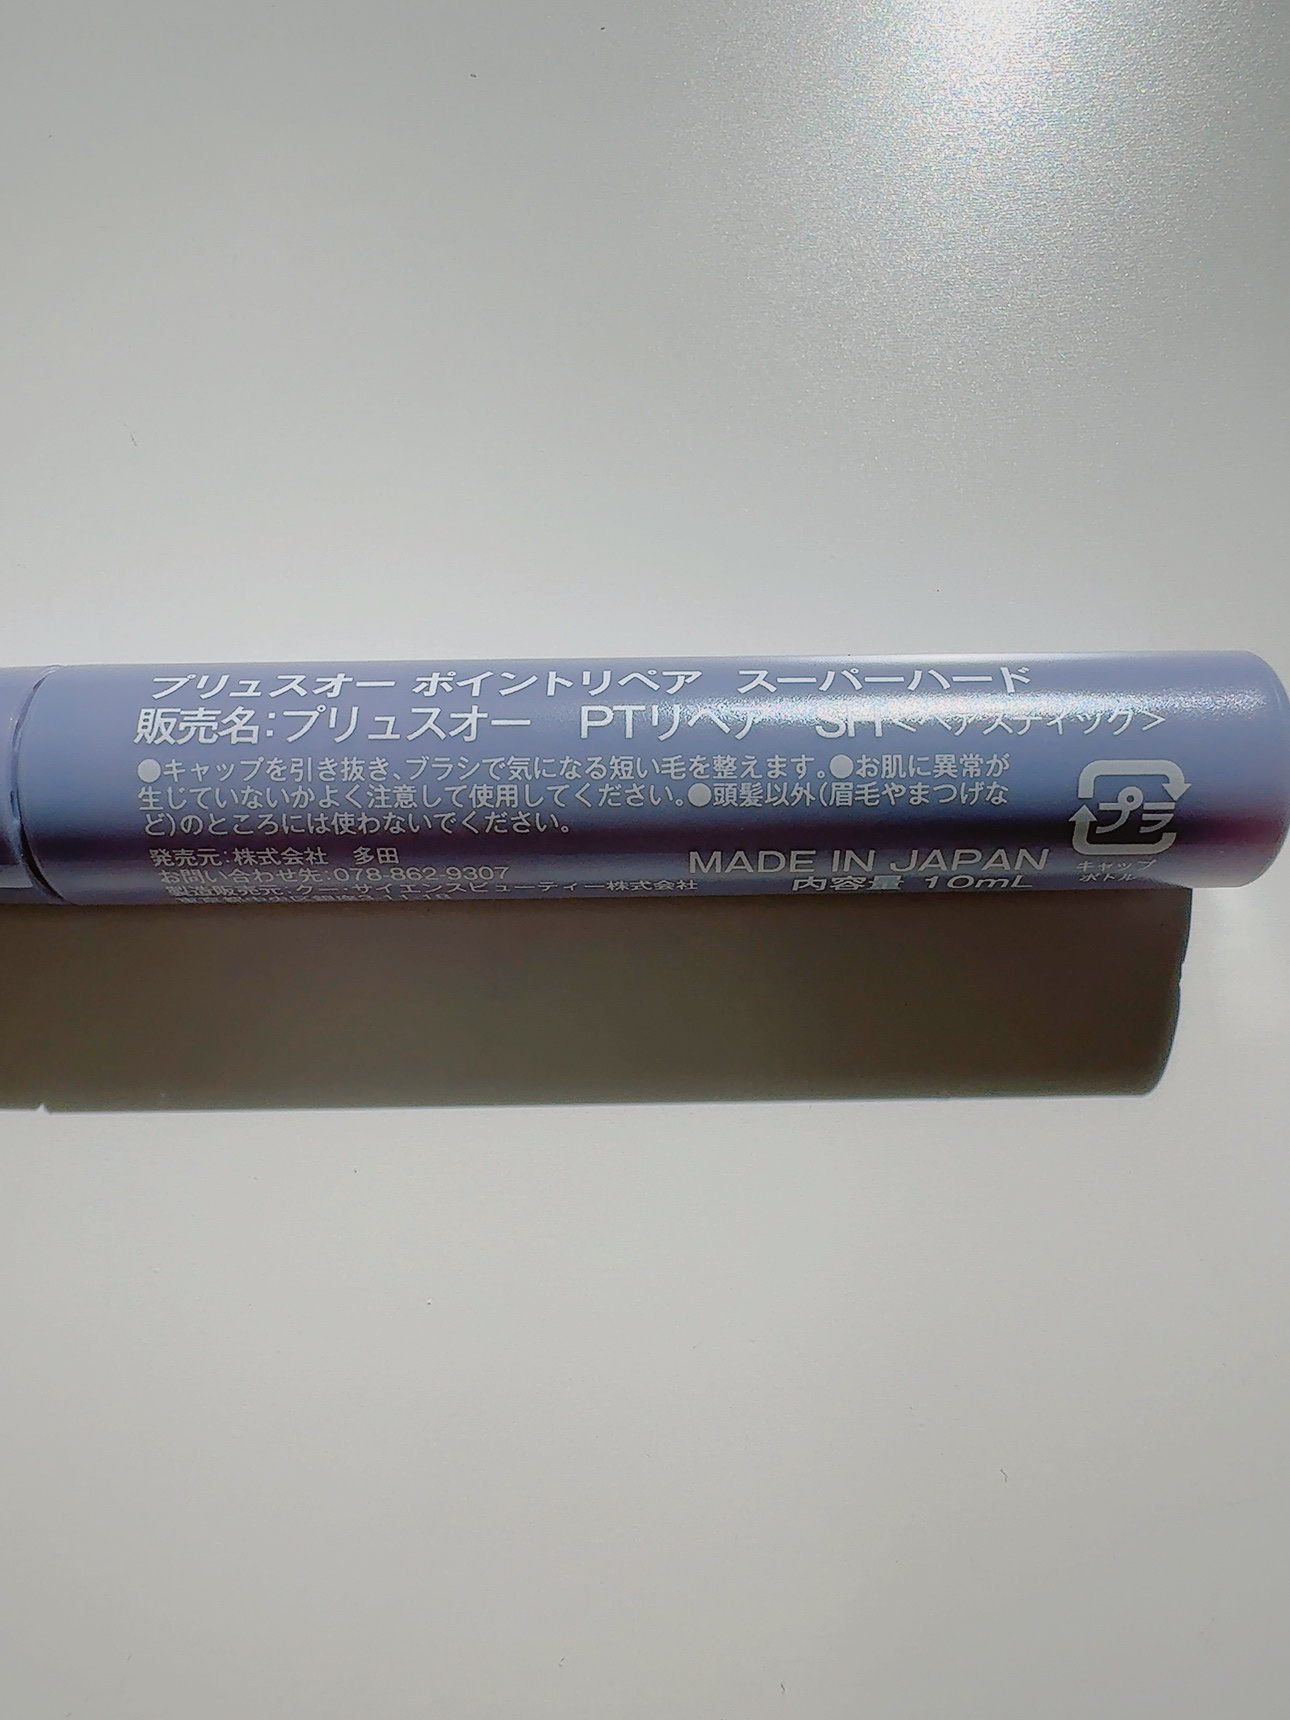 プリュスオー ポイントリペア スーパーハード
販売名:プリュスオー PTリペア SH<ヘアスティック>
●キャップを引き抜き、ブラシで気になる短い毛を整えます。●お肌に異常が
生じていないかよく注意して使用してください。●頭髪以外(眉毛やまつげな
ど)のところには使わないでください。
発売元:株式会社 多田
お問い合わせ先:078-862-9307
製造販売元:クー・サイエンスビューティー株式会社
MADE IN JAPAN
内容量 10mL
プラ
キャップ
ボトル